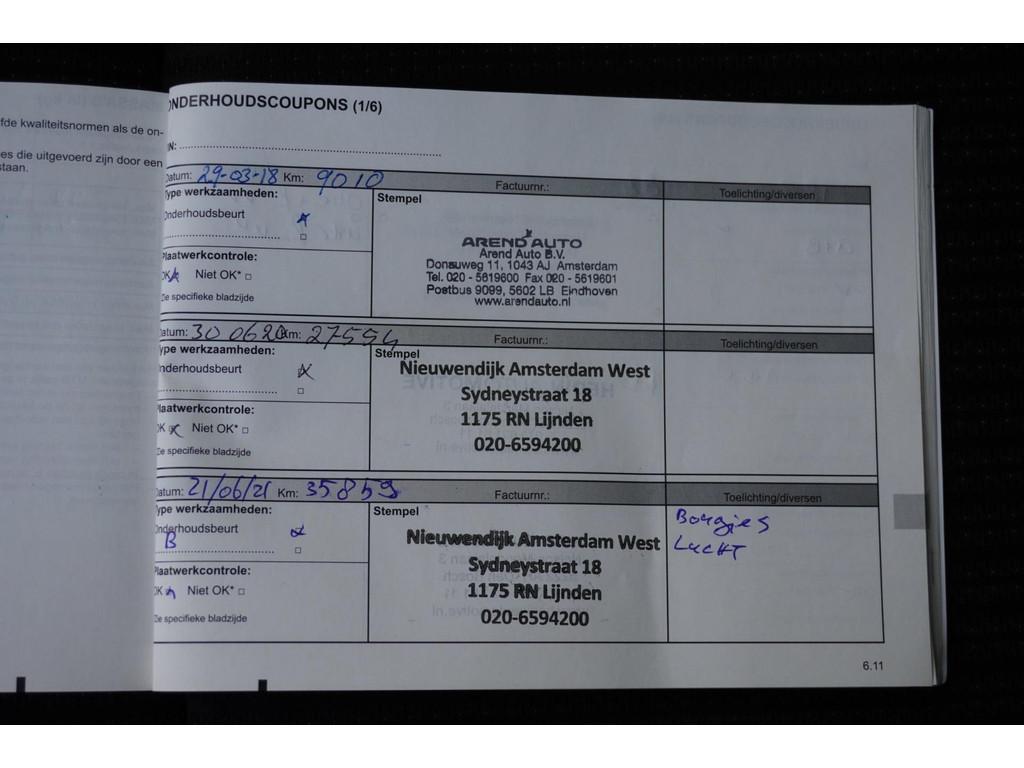 fde kwaliteitsnormen als de on-
es die uitgevoerd zijn door een
staan.
ONDERHOUDSCOUPONS (1/6)
IN:
Datum: 29-03-18 Km: 9010 Factuurnr.: Toelichting/diversen
Type werkzaamheden:
Onderhoudsbeurt
Plaatwerkcontrole:
OK Niet OK* □
Zie specifieke bladzijde
Stempel
AREND AUTO
Arend Auto B.V.
Donauweg 11, 1043 AJ Amsterdam
Tel. 020 - 5619600 Fax 020 - 5619601
Postbus 9099, 5602 LB Eindhoven
www.arendauto.nl
Datum: 30 06 20 Km: 27554 Factuurnr.: Toelichting/diversen
Type werkzaamheden:
Onderhoudsbeurt
Plaatwerkcontrole:
OK Niet OK* □
Zie specifieke bladzijde
Stempel
Nieuwendijk Amsterdam West
Sydneystraat 18
1175 RN Lijnden
020-6594200
Datum: 21/06/21 Km: 35859 Factuurnr.: Toelichting/diversen
Type werkzaamheden:
Onderhoudsbeurt
B
Plaatwerkcontrole:
OK Niet OK* □
Zie specifieke bladzijde
Stempel
Nieuwendijk Amsterdam West
Sydneystraat 18
1175 RN Lijnden
020-6594200
Bougies
Lucht
6.11